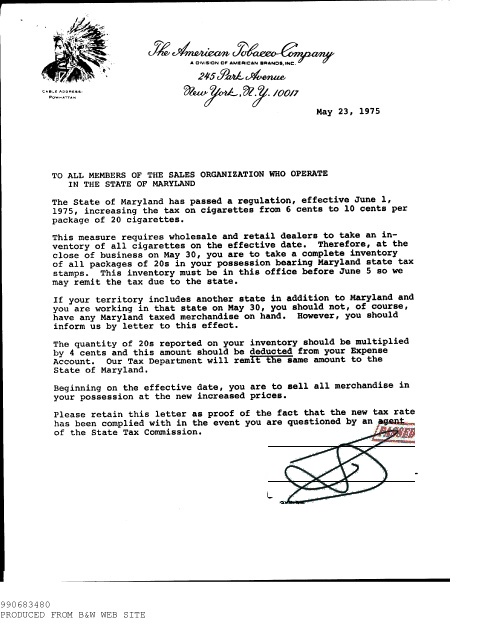 The American Tobacco Company
A DIVISION OF AMERICAN BRANDS, INC.
245 Park Avenue
New York, N.Y. 10017
CABLE ADDRESS:
POWHATTAN
May 23, 1975
TO ALL MEMBERS OF THE SALES ORGANIZATION WHO OPERATE
IN THE STATE OF MARYLAND
The State of Maryland has passed a regulation, effective June 1,
1975, increasing the tax on cigarettes from 6 cents to 10 cents per
package of 20 cigarettes.
This measure requires wholesale and retail dealers to take an in-
ventory of all cigarettes on the effective date. Therefore, at the
close of business on May 30, you are to take a complete inventory
of all packages of 20s in your possession bearing Maryland state tax
stamps. This inventory must be in this office before June 5 so we
may remit the tax due to the state.
If your territory includes another state in addition to Maryland and
you are working in that state on May 30, you should not, of course,
have any Maryland taxed merchandise on hand. However, you should
inform us by letter to this effect.
The quantity of 20s reported on your inventory should be multiplied
by 4 cents and this amount should be deducted from your Expense
Account. Our Tax Department will remit the same amount to the
State of Maryland.
Beginning on the effective date, you are to sell all merchandise in
your possession at the new increased prices.
Please retain this letter as proof of the fact that the new tax rate
has been complied with in the event you are questioned by an agent
of the State Tax Commission.
PASSED
990683480
PRODUCED FROM B&W WEB SITE